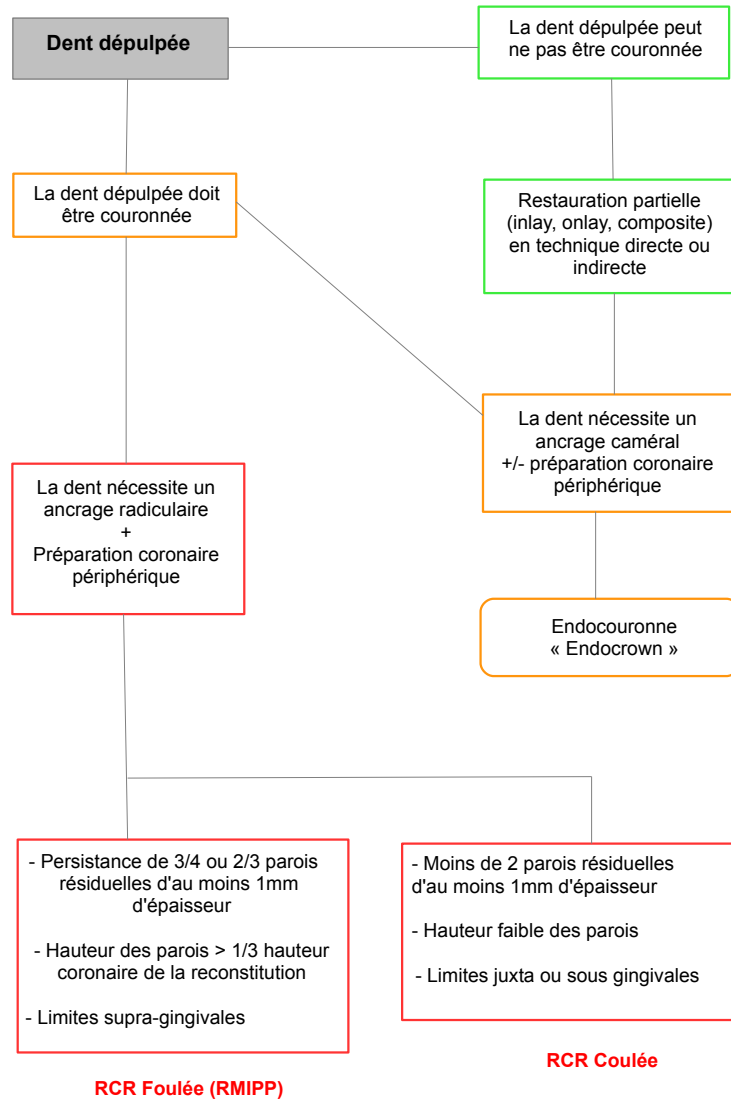 Dent dépulpée
La dent dépulpée peut
ne pas être couronnée
La dent dépulpée doit
être couronnée
Restauration partielle
(inlay, onlay, composite)
en technique directe ou
indirecte
La dent nécessite un
ancrage caméral
+/- préparation coronaire
périphérique
La dent nécessite un
ancrage radiculaire
+
Préparation coronaire
périphérique
Endocouronne
« Endocrown »
- Persistance de 3/4 ou 2/3 parois
résiduelles d'au moins 1mm
d'épaisseur
- Hauteur des parois > 1/3 hauteur
coronaire de la reconstitution
- Limites supra-gingivales
- Moins de 2 parois résiduelles
d'au moins 1mm d'épaisseur
- Hauteur faible des parois
- Limites juxta ou sous gingivales
RCR Foulée (RMIPP)
RCR Coulée